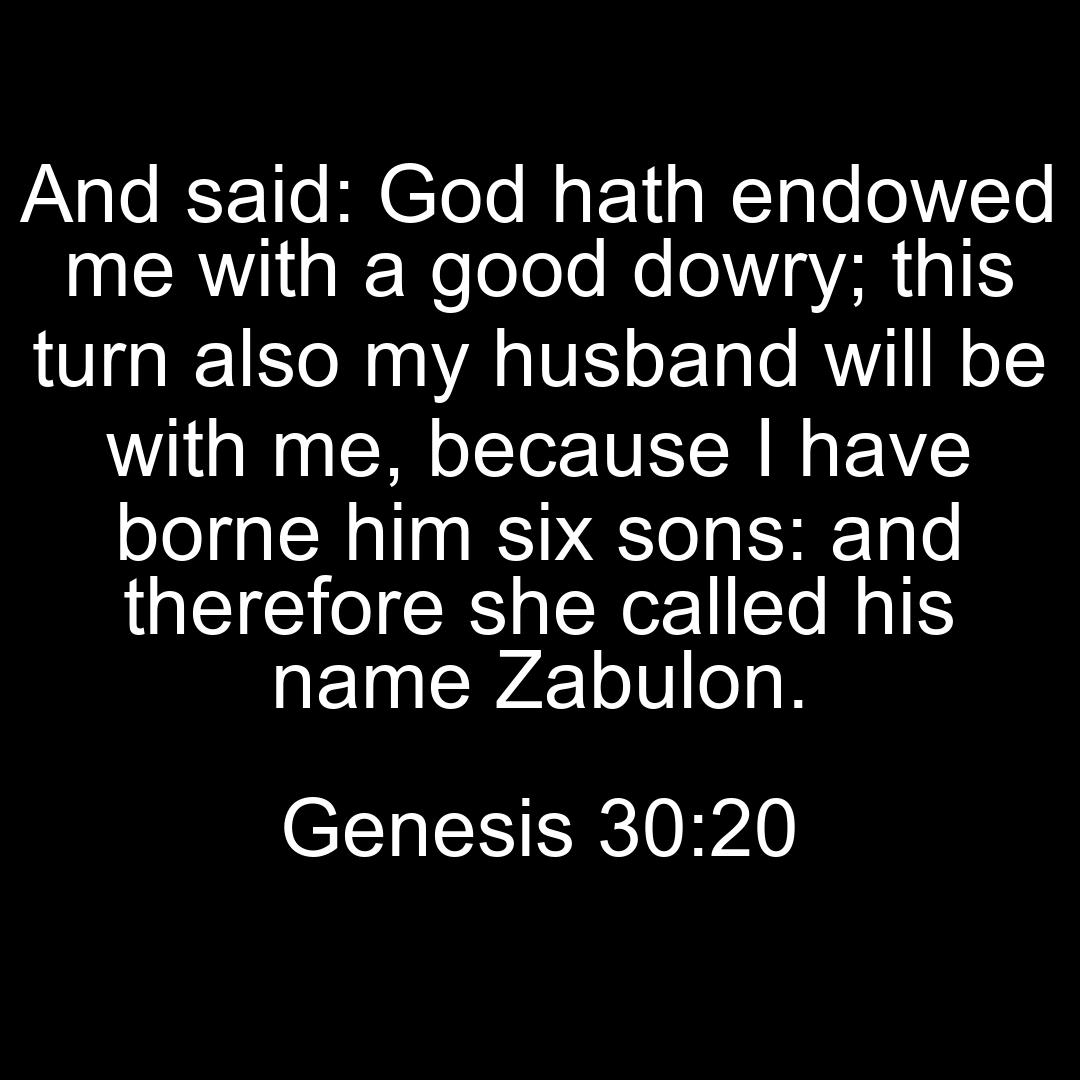 And said: God hath endowed
me with a good dowry; this
turn also my husband will be
with me, because I have
borne him six sons: and
therefore she called his
name Zabulon.
Genesis 30:20